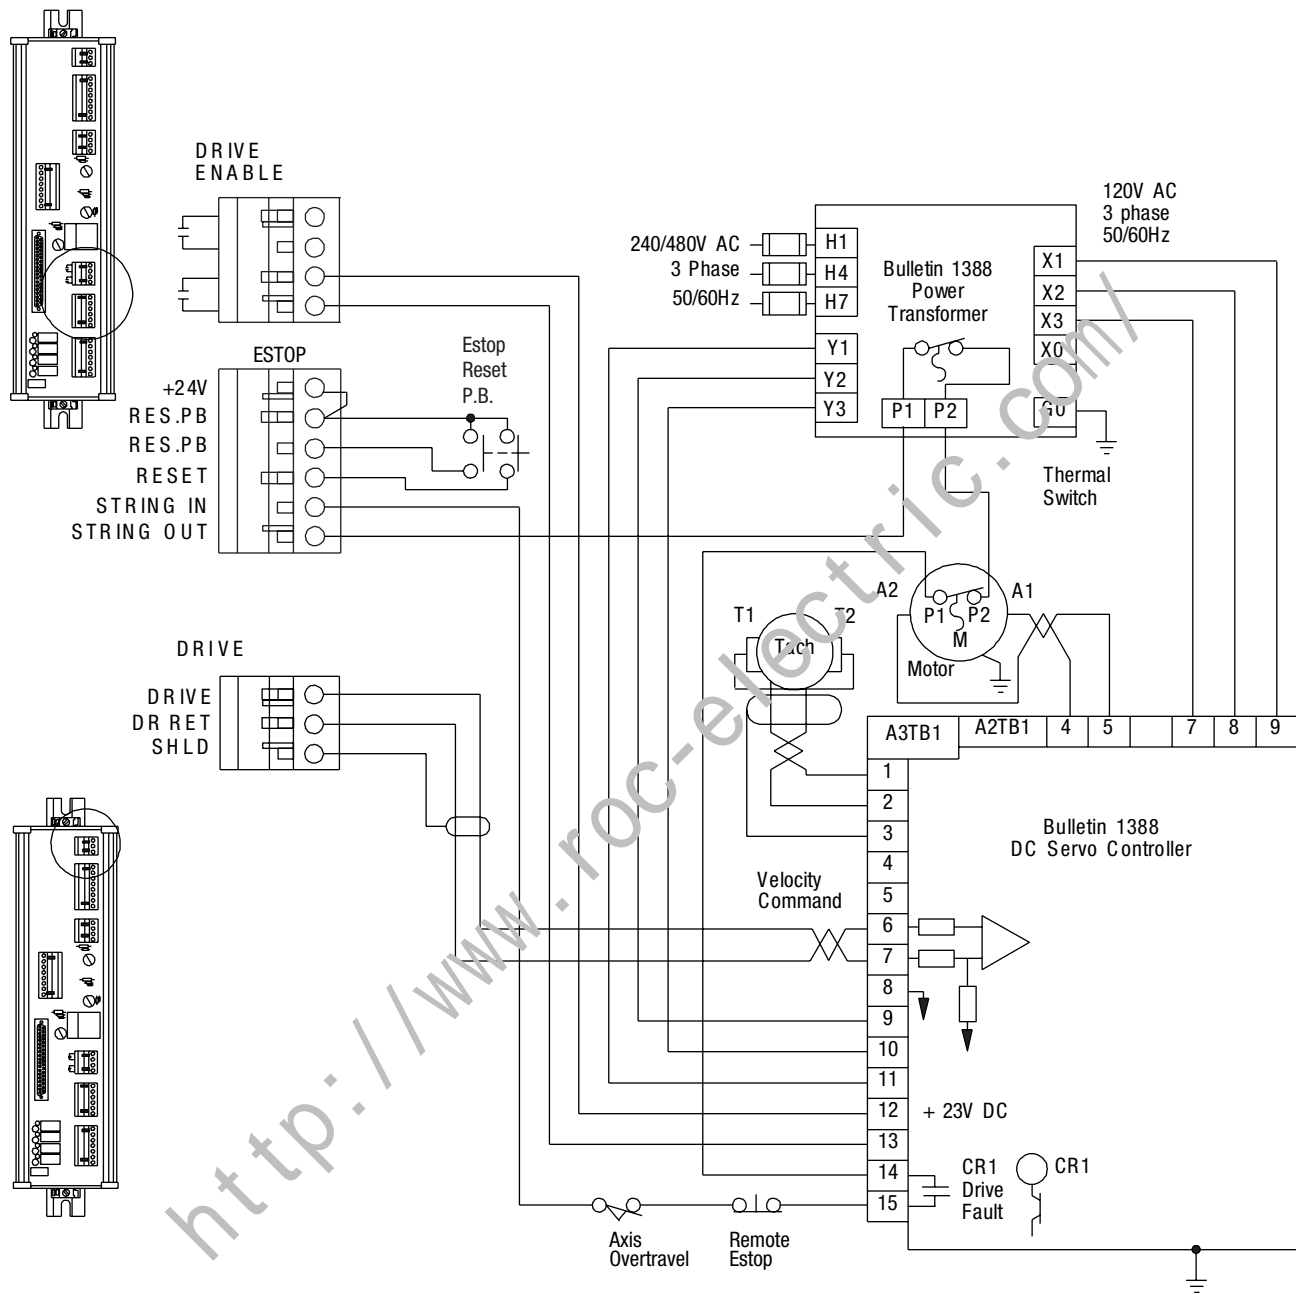 DRIVE
ENABLE
ESTOP
+24V
RES.PB
RES.PB
RESET
STRING IN
STRING OUT
Estop
Reset
P.B.
DRIVE
DRIVE
DR RET
SHLD
240/480V AC
3 Phase
50/60Hz
H1
H4
H7
Y1
Y2
Y3
Bulletin 1388
Power
Transformer
P1 P2
120V AC
3 phase
50/60Hz
X1
X2
X3
X0
G0
Thermal
Switch
A2
A1
P1 P2
M
Motor
T1
T2
Tach
A3TB1
A2TB1 4 5 7 8 9
1
2
3
4
5
6
7
8
9
10
11
12
13
14
15
Bulletin 1388
DC Servo Controller
Velocity
Command
+ 23V DC
CR1
Drive
Fault
CR1
Axis
Overtravel
Remote
Estop
http://www.roc-electric.com/